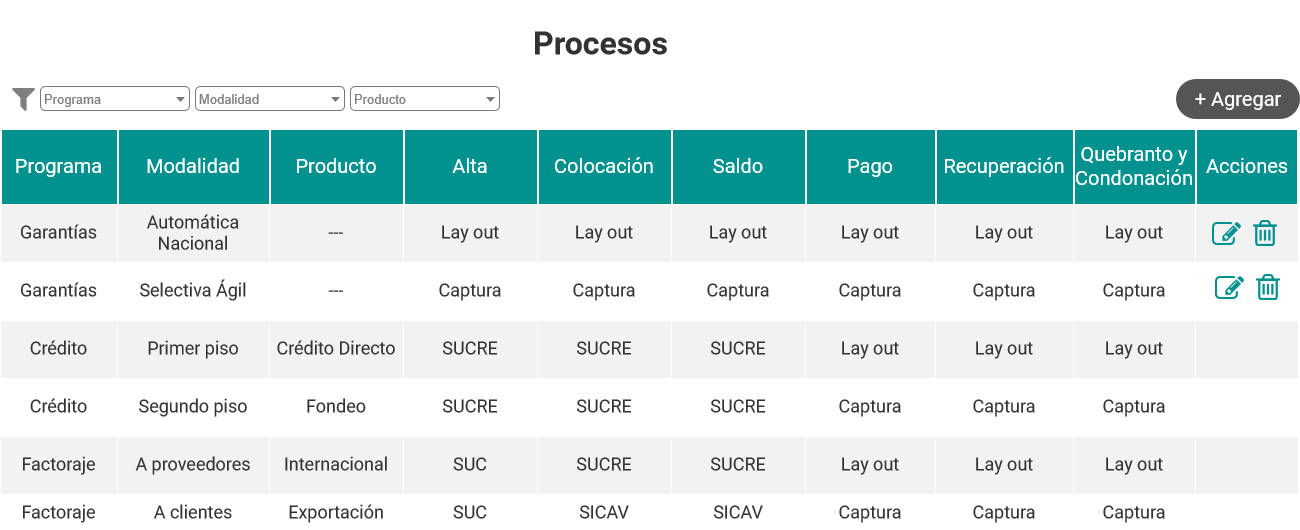 Procesos
Programa Modalidad Producto + Agregar
Programa Modalidad Producto Alta Colocación Saldo Pago Recuperación Quebranto y Condonación Acciones
Garantías Automática Nacional --- Lay out Lay out Lay out Lay out Lay out Lay out
Garantías Selectiva Ágil --- Captura Captura Captura Captura Captura Captura
Crédito Primer piso Crédito Directo SUCRE SUCRE SUCRE Lay out Lay out Lay out
Crédito Segundo piso Fondeo SUCRE SUCRE SUCRE Captura Captura Captura
Factoraje A proveedores Internacional SUC SUCRE SUCRE Lay out Lay out Lay out
Factoraje A clientes Exportación SUC SICAV SICAV Captura Captura Captura